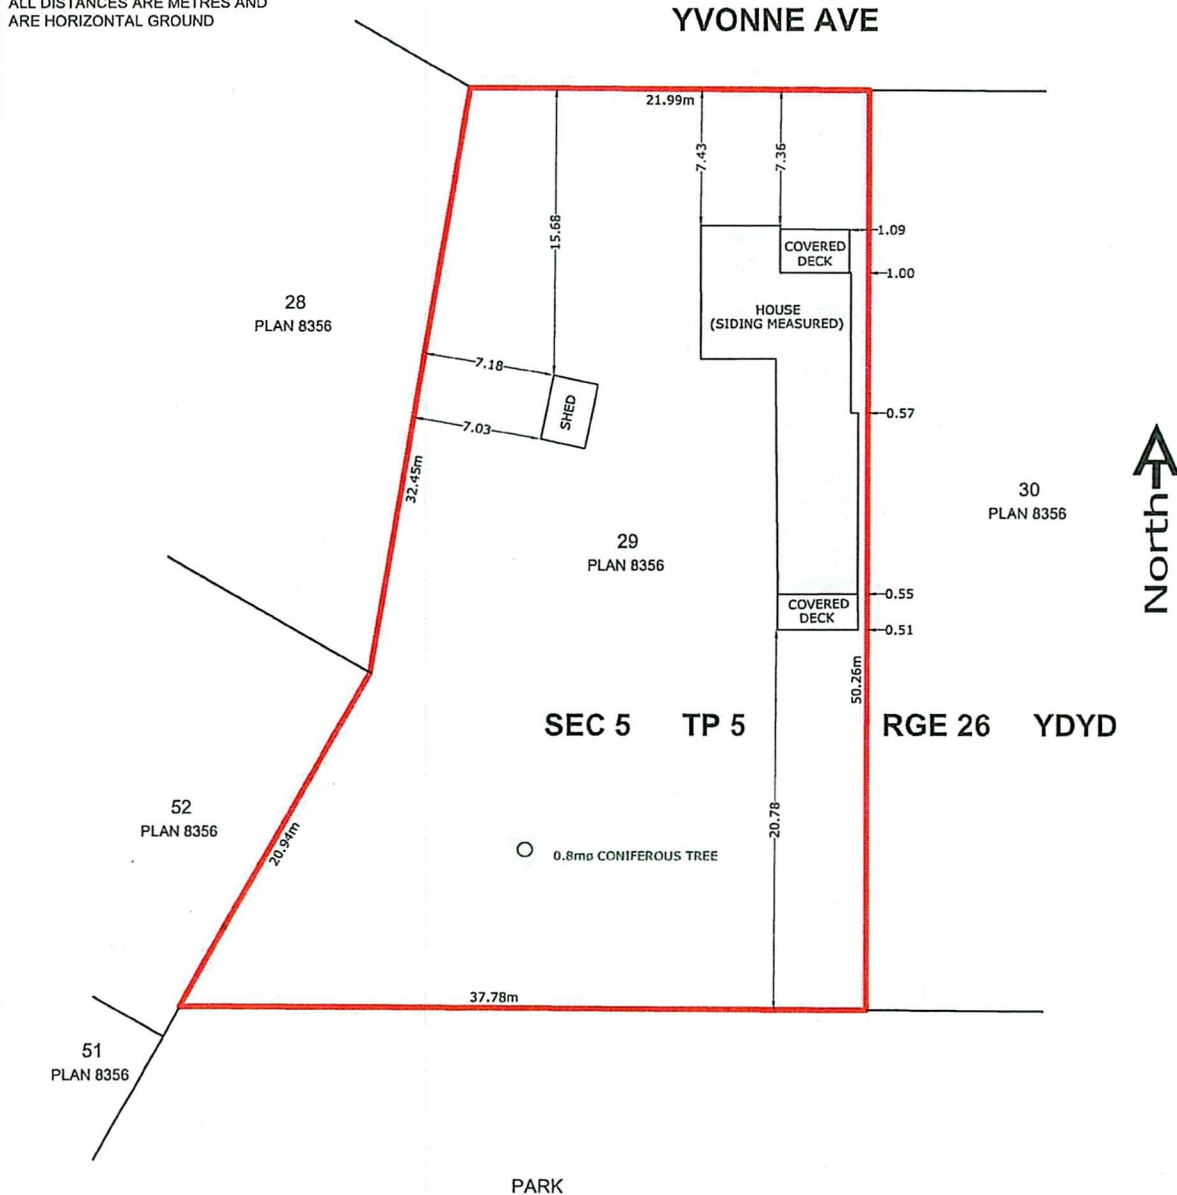 ALL DISTANCES ARE METRES AND
ARE HORIZONTAL GROUND
YVONNE AVE
21.99m
7.43
7.36
15.68
1.09
COVERED
DECK
1.00
28
PLAN 8356
HOUSE
(SIDING MEASURED)
7.18
SHED
7.03
0.57
32.45m
30
PLAN 8356
North
29
PLAN 8356
0.55
COVERED
DECK
0.51
50.26m
SEC 5 TP 5 RGE 26 YDYD
52
PLAN 8356
20.94m
20.78
0.8mø CONIFEROUS TREE
37.78m
51
PLAN 8356
PARK